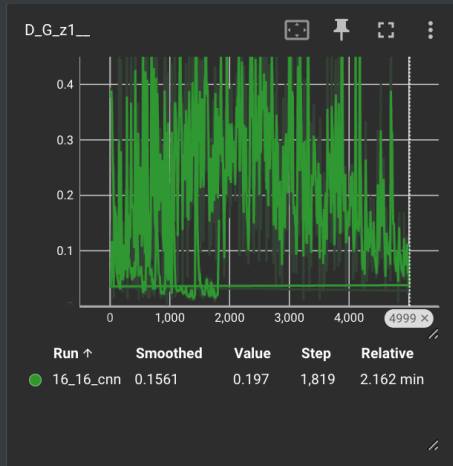 D_G_z1__
0.4
0.3
0.2
0.1
0 1,000 2,000 3,000 4,000 4999 ×
Run ↑ Smoothed Value Step Relative
16_16_cnn 0.1561 0.197 1,819 2.162 min